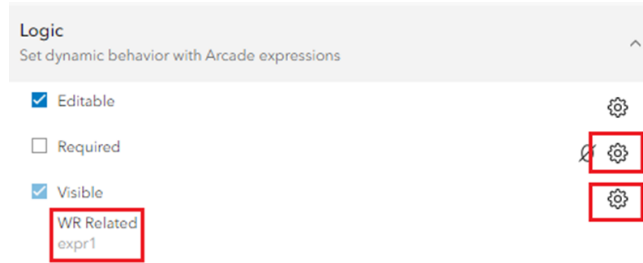 Logic
Set dynamic behavior with Arcade expressions
Editable
Required
Visible
WR Related
expr1